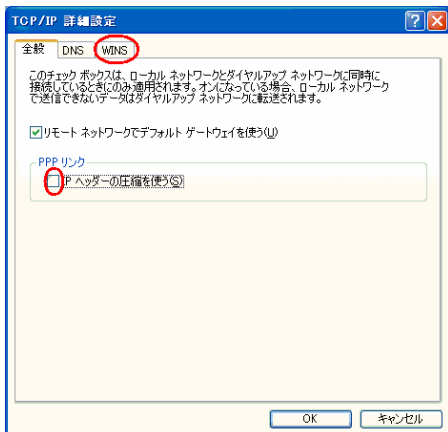 TCP/IP 詳細設定
全般 DNS WINS
このチェック ボックスは、ローカル ネットワークとダイヤルアップ ネットワークに同時に
接続しているときにのみ適用されます。オンになっている場合、ローカル ネットワーク
で送信できないデータはダイヤルアップ ネットワークに転送されます。
リモート ネットワークでデフォルト ゲートウェイを使う(U)
PPP リンク
IP ヘッダーの圧縮を使う(S)
OK キャンセル